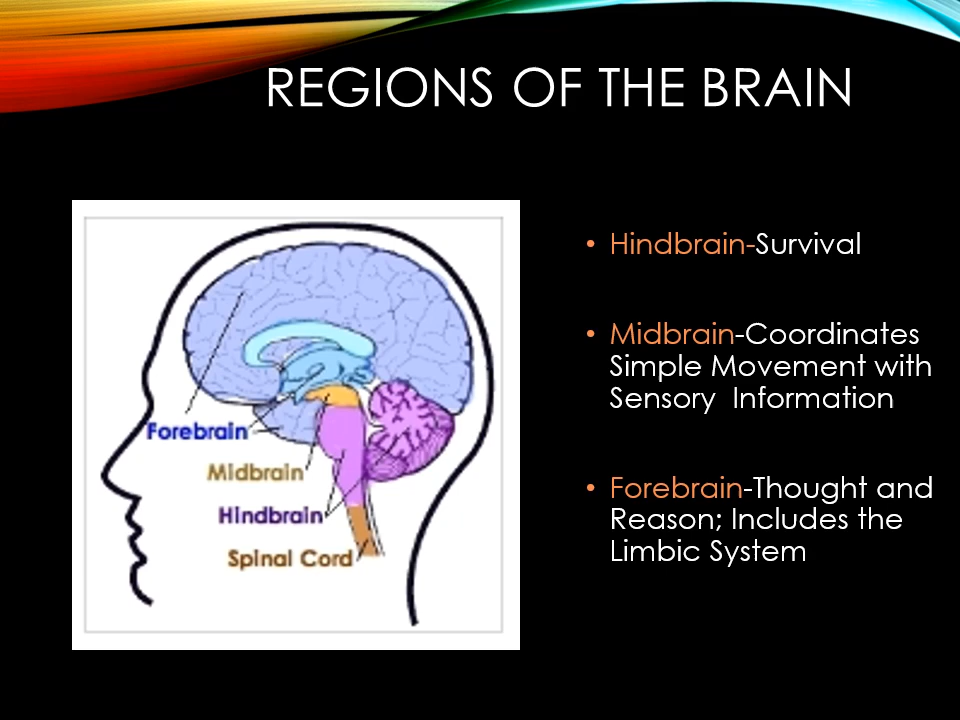 REGIONS OF THE BRAIN
Forebrain
Midbrain
Hindbrain
Spinal Cord
• Hindbrain-Survival
• Midbrain-Coordinates
Simple Movement with
Sensory Information
• Forebrain-Thought and
Reason; Includes the
Limbic System